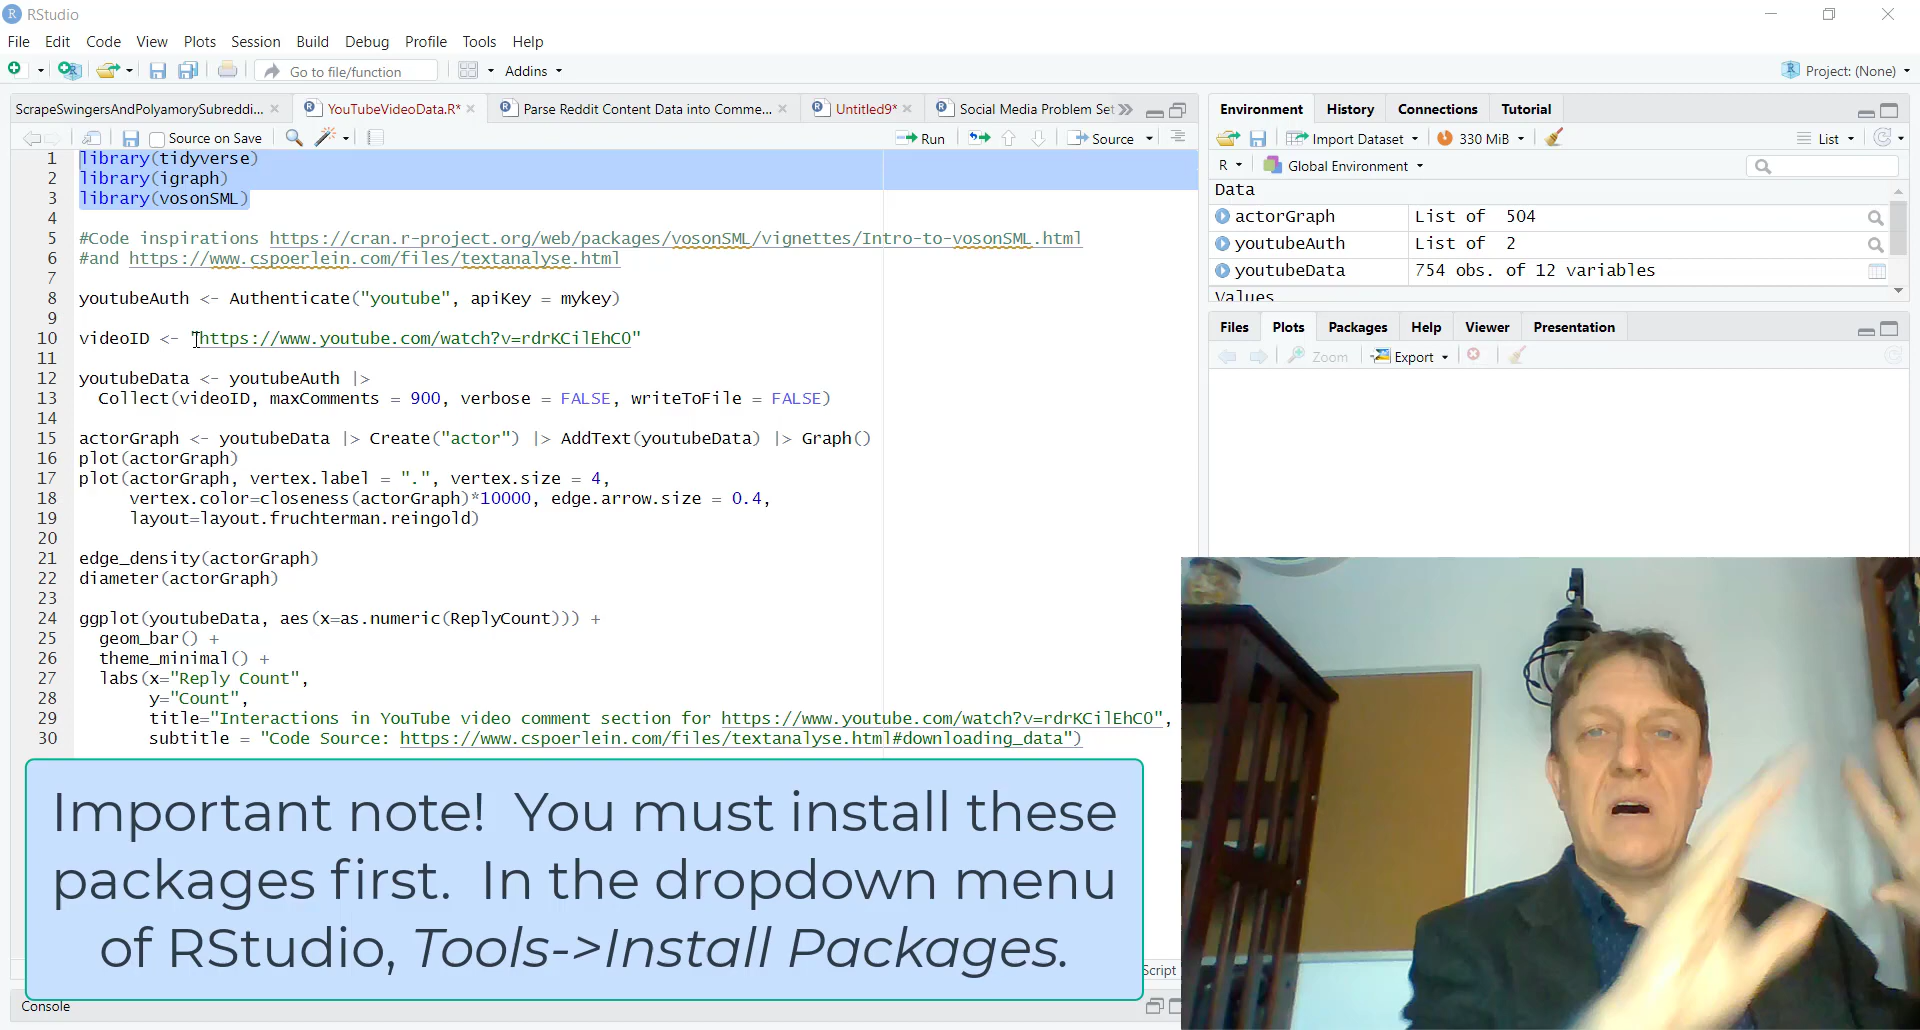 RStudio
File Edit Code View Plots Session Build Debug Profile Tools Help
Go to file/function Addins Project: (None)
ScrapeSwingersAndPolyamorySubreddi... YouTubeVideoData.R* Parse Reddit Content Data into Comme... Untitled9* Social Media Problem Set
Source on Save Run Source
1 library(tidyverse)
2 library(igraph)
3 library(vosonSML)
4
5 #Code inspirations https://cran.r-project.org/web/packages/vosonSML/vignettes/Intro-to-vosonSML.html
6 #and https://www.cspoerlein.com/files/textanalyse.html
7
8 youtubeAuth <- Authenticate("youtube", apiKey = mykey)
9
10 videoID <- "https://www.youtube.com/watch?v=rdrKCilEhC0"
11
12 youtubeData <- youtubeAuth |>
13 Collect(videoID, maxComments = 900, verbose = FALSE, writeToFile = FALSE)
14
15 actorGraph <- youtubeData |> Create("actor") |> AddText(youtubeData) |> Graph()
16 plot(actorGraph)
17 plot(actorGraph, vertex.label = ".", vertex.size = 4,
18 vertex.color=closeness(actorGraph)*10000, edge.arrow.size = 0.4,
19 layout=layout.fruchterman.reingold)
20
21 edge_density(actorGraph)
22 diameter(actorGraph)
23
24 ggplot(youtubeData, aes(x=as.numeric(ReplyCount))) +
25 geom_bar() +
26 theme_minimal() +
27 labs(x="Reply Count",
28 y="Count",
29 title="Interactions in YouTube video comment section for https://www.youtube.com/watch?v=rdrKCilEhC0",
30 subtitle = "Code Source: https://www.cspoerlein.com/files/textanalyse.html#downloading_data")
Important note! You must install these
packages first. In the dropdown menu
of RStudio, Tools->Install Packages.
Script
Console
Environment History Connections Tutorial
Import Dataset 330 MiB List
R Global Environment
Data
actorGraph List of 504
youtubeAuth List of 2
youtubeData 754 obs. of 12 variables
Values
Files Plots Packages Help Viewer Presentation
Zoom Export